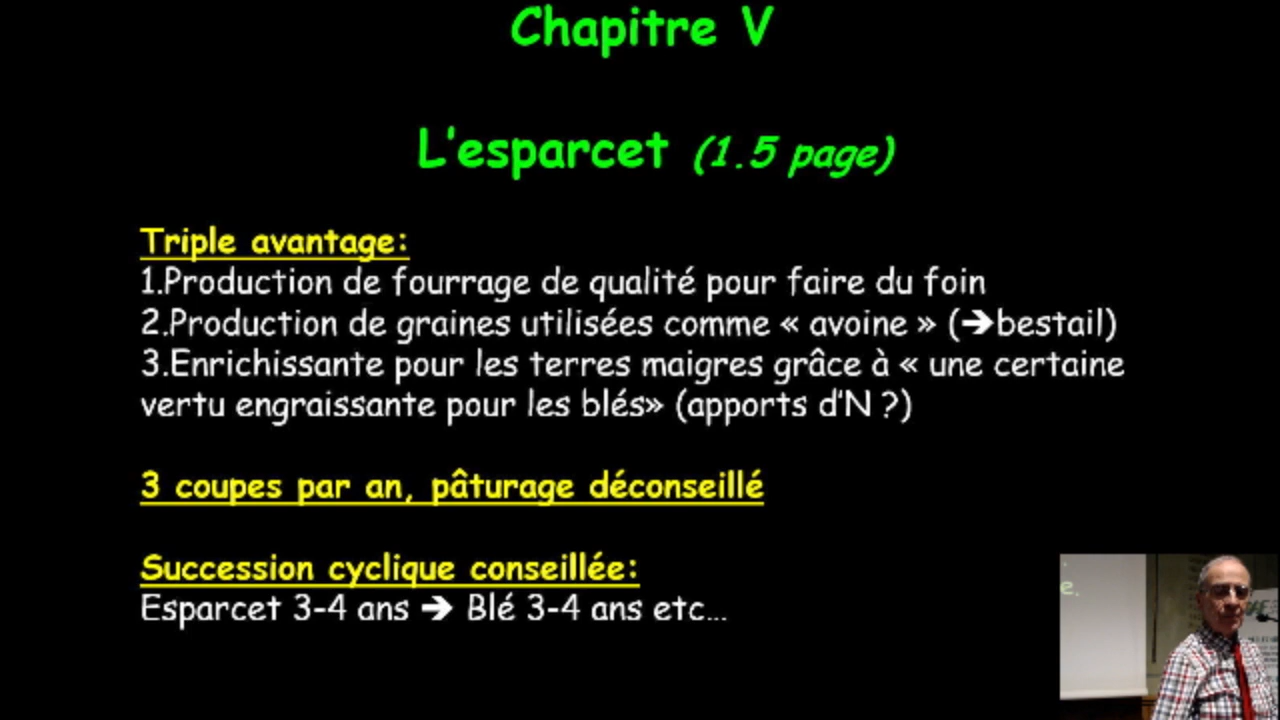 Chapitre V
L'esparcet (1.5 page)
Triple avantage:
1.Production de fourrage de qualité pour faire du foin
2.Production de graines utilisées comme « avoine » (➔bestail)
3.Enrichissante pour les terres maigres grâce à « une certaine
vertu engraissante pour les blés» (apports d'N ?)
3 coupes par an, pâturage déconseillé
Succession cyclique conseillée:
Esparcet 3-4 ans ➔ Blé 3-4 ans etc...
e.